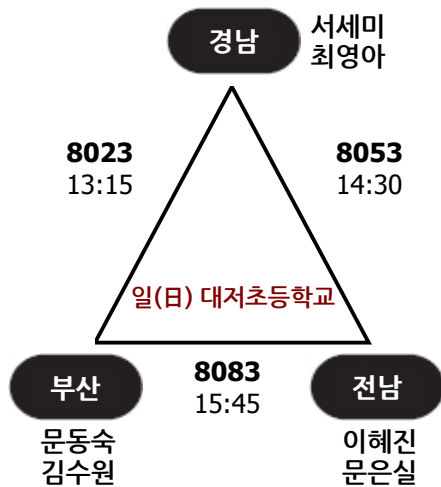 경남
서세미
최영아
8023
13:15
8053
14:30
일(日) 대저초등학교
부산
8083
15:45
전남
문동숙
김수원
이혜진
문은실